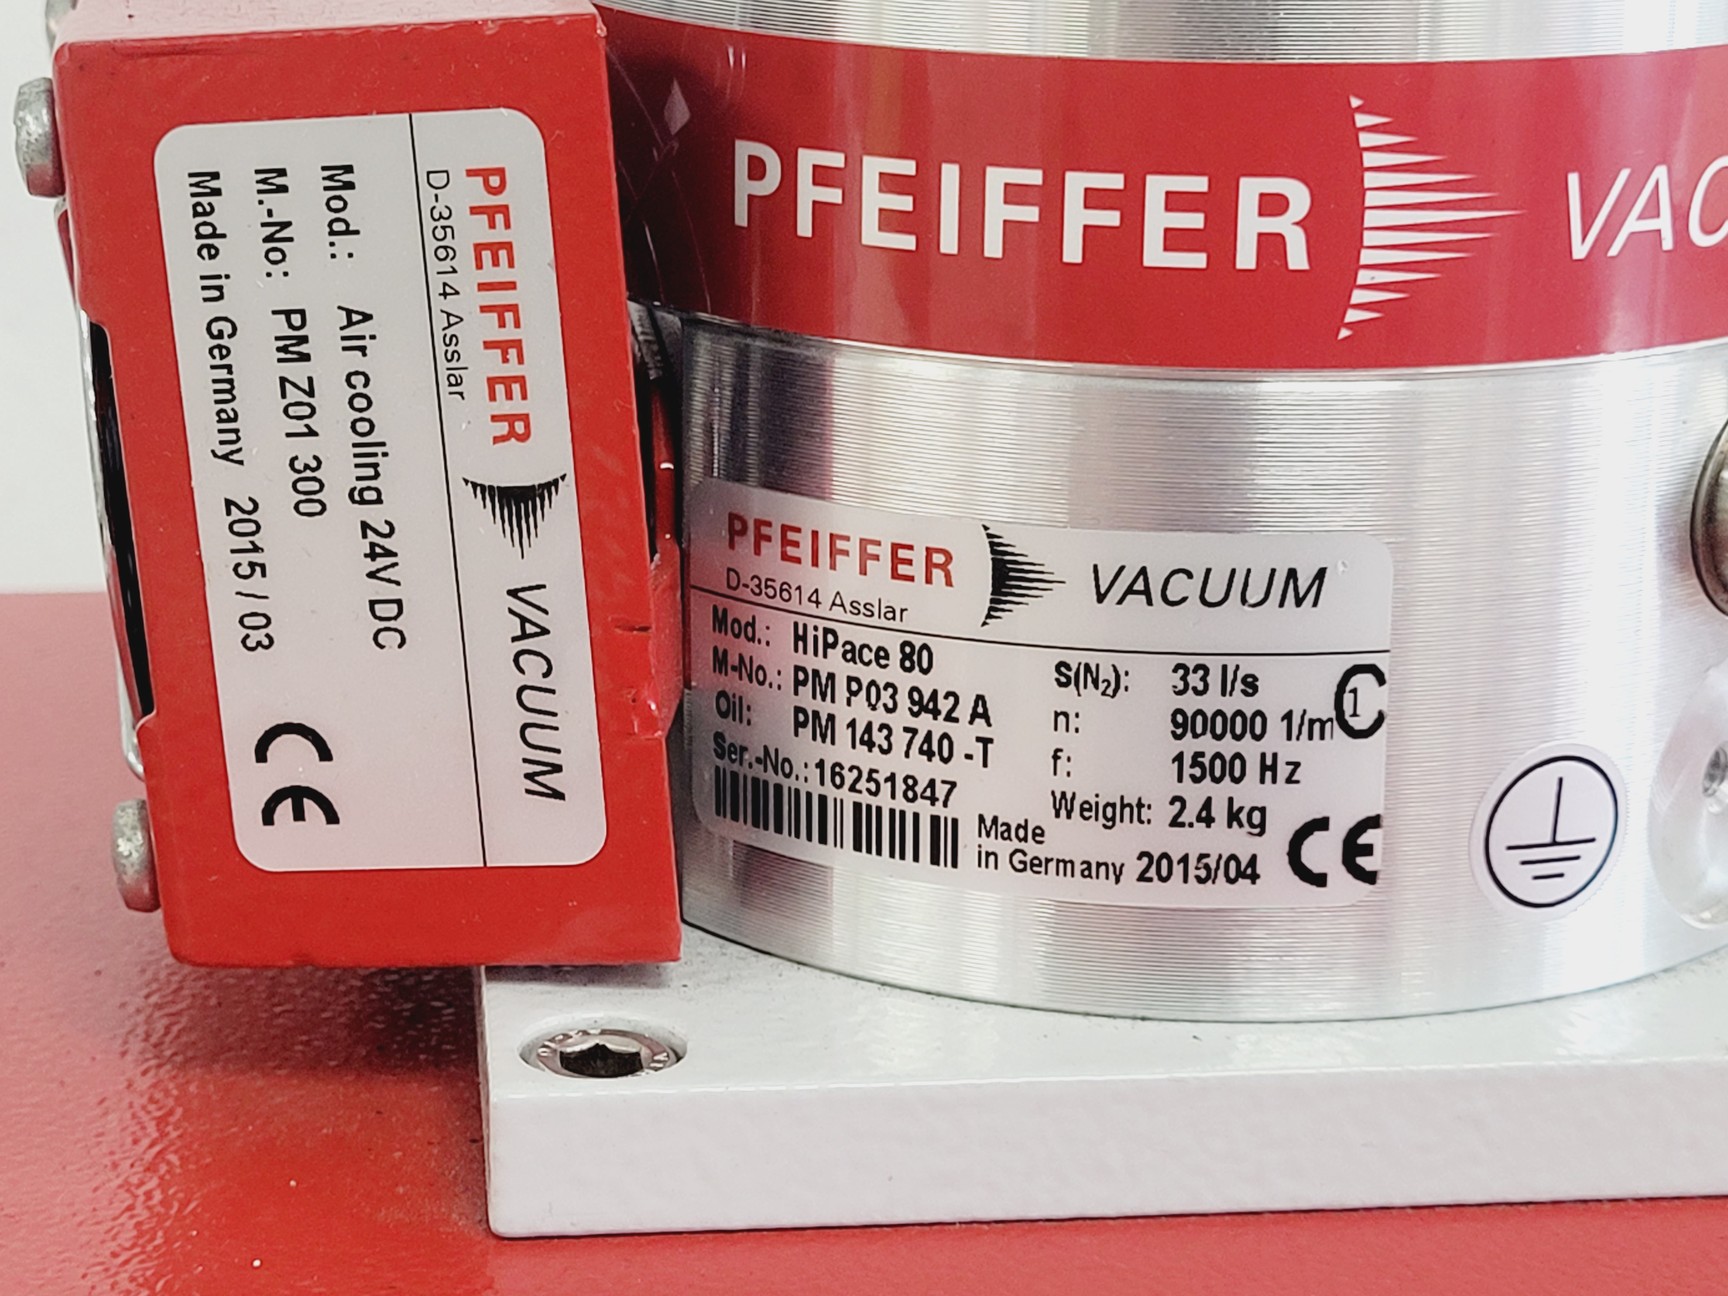 PFEIFFER VACUUM
D-35614 Asslar
Mod.: Air cooling 24V DC
M.-No: PM Z01 300
Made in Germany 2015 / 03
CE
PFEIFFER VAC
PFEIFFER VACUUM
D-35614 Asslar
Mod.: HiPace 80
M-No.: PM P03 942 A
Oil: PM 143 740 -T
Ser.-No.: 16251847
S(N₂): 33 l/s
n: 90000 1/m
f: 1500 Hz
Weight: 2.4 kg
C1
Made
in Germany 2015/04
CE